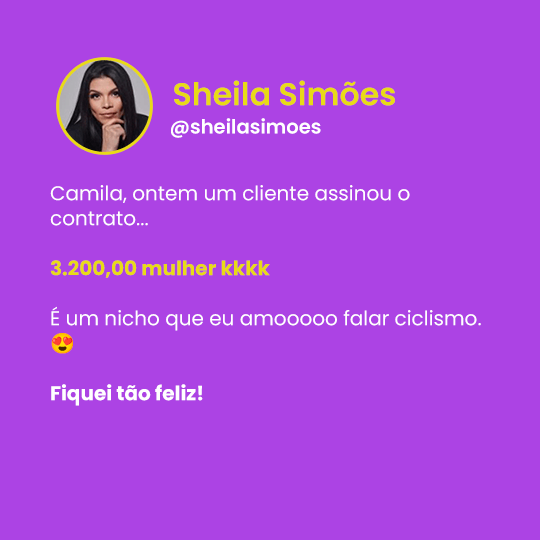 Sheila Simões
@sheilasimoes
Camila, ontem um cliente assinou o
contrato...
3.200,00 mulher kkkk
É um nicho que eu amooooo falar ciclismo.
😍
Fiquei tão feliz!